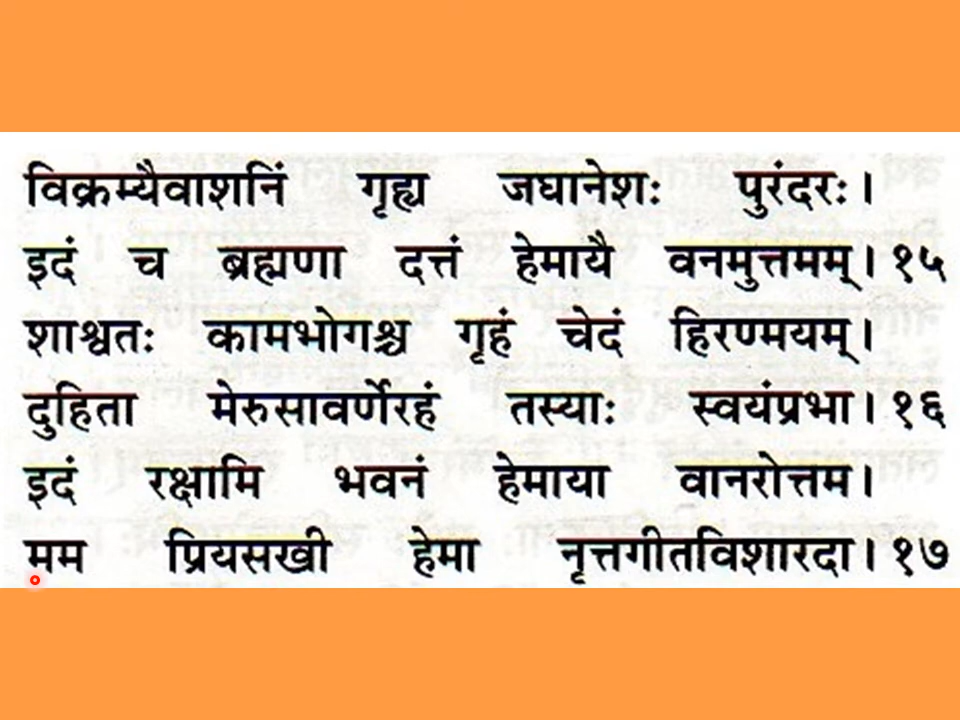 विक्रम्यैवाशनिं गृह्य जघानेशः पुरंदरः।
इदं च ब्रह्मणा दत्तं हेमायै वनमुत्तमम्। १५
शाश्वतः कामभोगश्च गृहं चेदं हिरण्मयम्।
दुहिता मेरुसावर्णेरहं तस्याः स्वयंप्रभा। १६
इदं रक्षामि भवनं हेमाया वानरोत्तम।
मम प्रियसखी हेमा नृत्तगीतविशारदा। १७